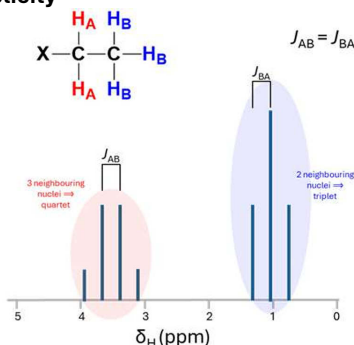 cticity
H_A H_B
X–C–C–H_B
H_A H_B
J_AB = J_BA
J_BA
J_AB
3 neighbouring
nuclei ⇒
quartet
2 neighbouring
nuclei ⇒
triplet
5 4 3 2 1 0
δ_H (ppm)